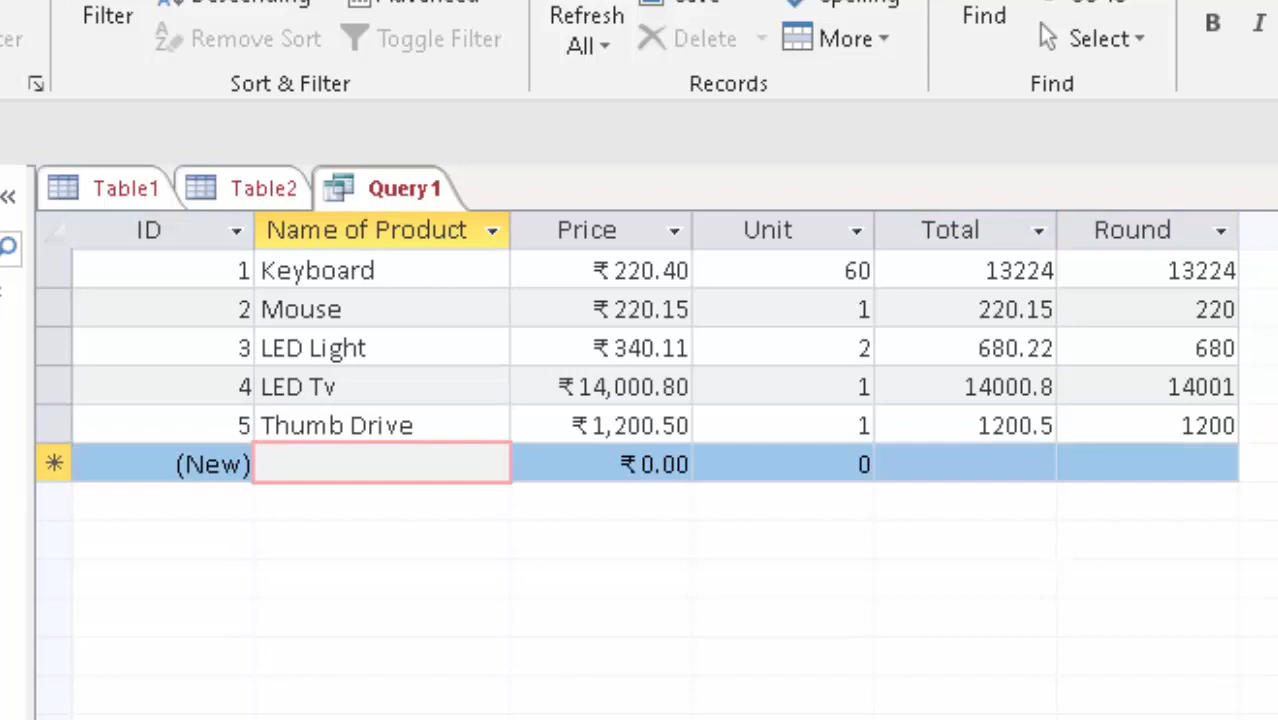 Filter
Remove Sort
Toggle Filter
Sort & Filter
Refresh
All
Delete
More
Records
Find
Select
Find
B I
Table1 Table2 Query1
ID Name of Product Price Unit Total Round
1 Keyboard ₹ 220.40 60 13224 13224
2 Mouse ₹ 220.15 1 220.15 220
3 LED Light ₹ 340.11 2 680.22 680
4 LED Tv ₹ 14,000.80 1 14000.8 14001
5 Thumb Drive ₹ 1,200.50 1 1200.5 1200
(New) ₹ 0.00 0